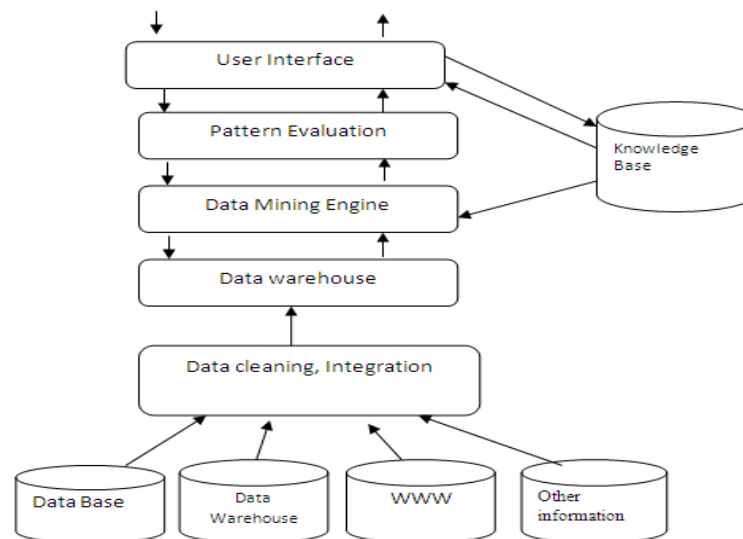 User Interface
Pattern Evaluation
Knowledge
Base
Data Mining Engine
Data warehouse
Data cleaning, Integration
Data Base
Data
Warehouse
WWW
Other
information